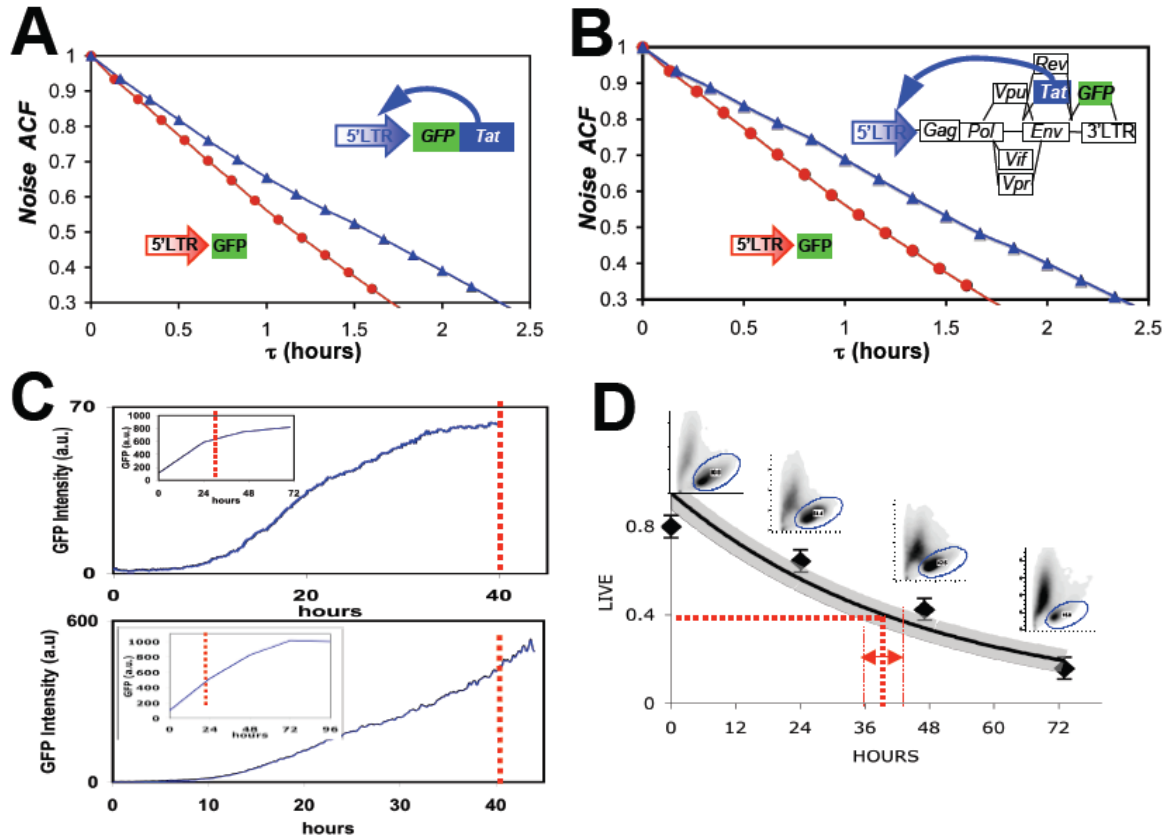 A
Noise ACF
1
0.9
0.8
0.7
0.6
0.5
0.4
0.3
0 0.5 1 1.5 2 2.5
τ (hours)
5'LTR GFP Tat
5'LTR GFP
B
Noise ACF
1
0.9
0.8
0.7
0.6
0.5
0.4
0.3
0 0.5 1 1.5 2 2.5
τ (hours)
Rev
Vpu Tat GFP
5'LTR Gag Pol Env 3'LTR
Vif
Vpr
5'LTR GFP
C
GFP Intensity (a.u.)
70
0
0 20 40
hours
GFP (a.u.)
1000
800
600
400
200
0
0 24 48 72
hours
GFP Intensity (a.u)
600
0
0 10 20 30 40
hours
GFP (a.u.)
1000
800
600
400
200
0
0 24 48 72 96
hours
D
LIVE
0.8
0.4
0
0 12 24 36 48 60 72
HOURS